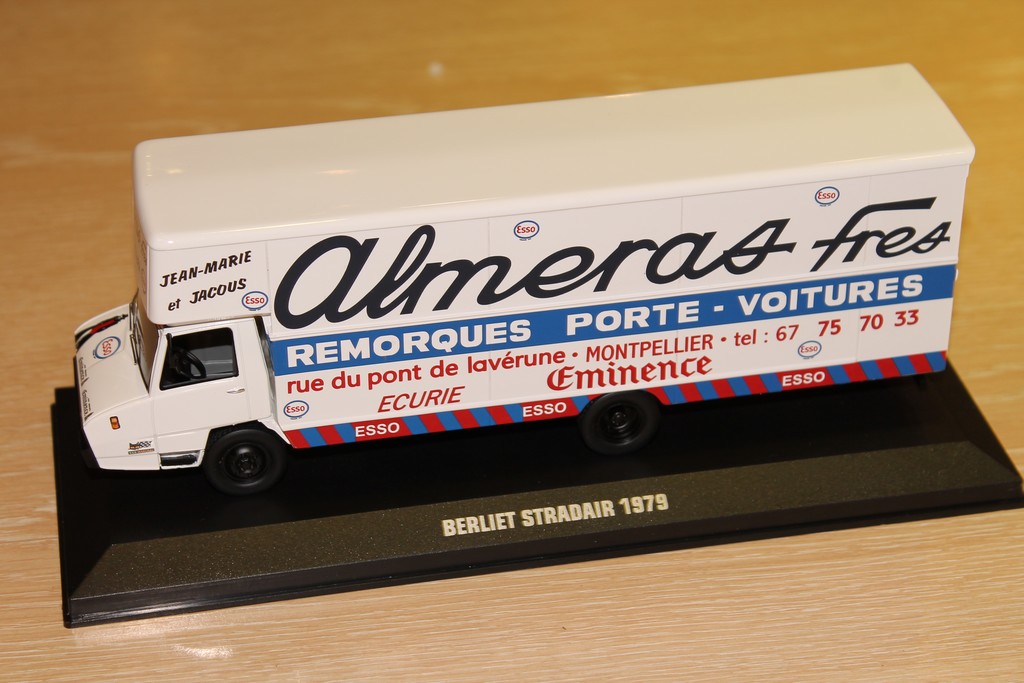 Esso
Esso
JEAN-MARIE
et JACOUS
Esso
Almeras fres
REMORQUES PORTE - VOITURES
rue du pont de lavérune • MONTPELLIER • tel : 67 75 70 33
Esso
Esso
Esso
ECURIE Eminence
ESSO ESSO ESSO
BERLIET STRADAIR 1979